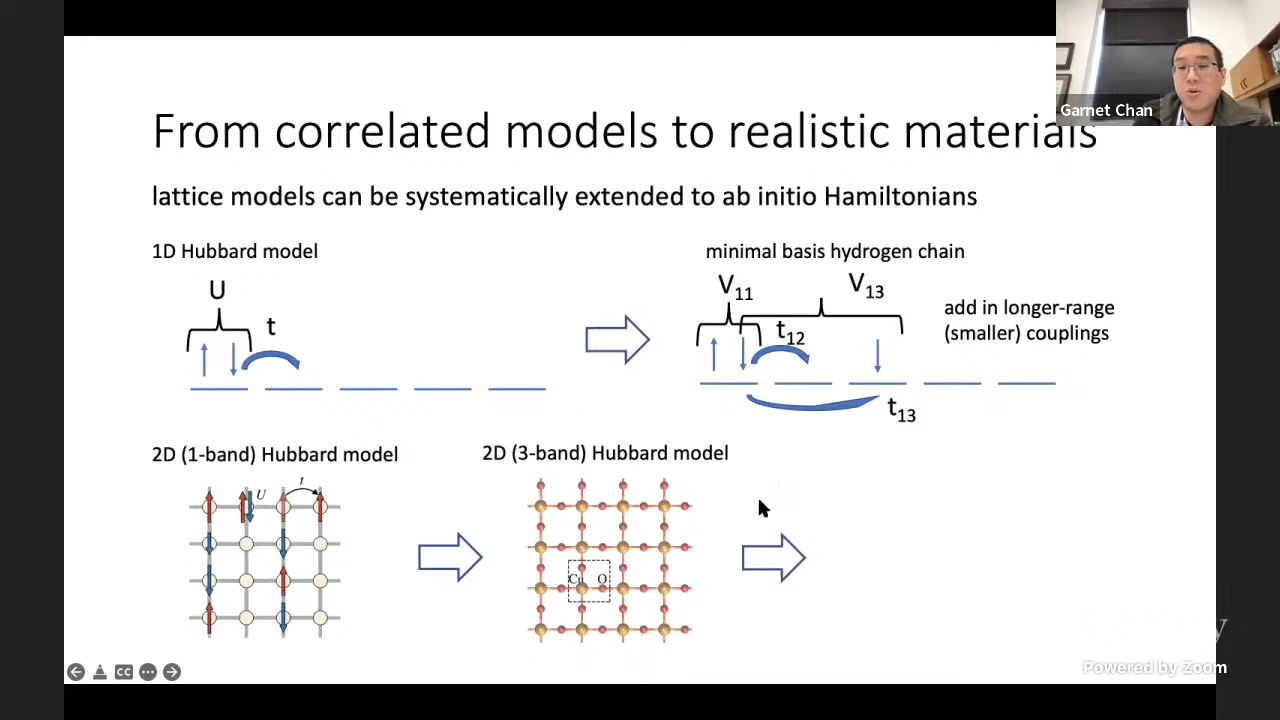 Garnet Chan
From correlated models to realistic materials
lattice models can be systematically extended to ab initio Hamiltonians
1D Hubbard model
U
t
minimal basis hydrogen chain
V11
V13
t12
t13
add in longer-range
(smaller) couplings
2D (1-band) Hubbard model
U
t
2D (3-band) Hubbard model
Cu O
CC
Powered by Zoom